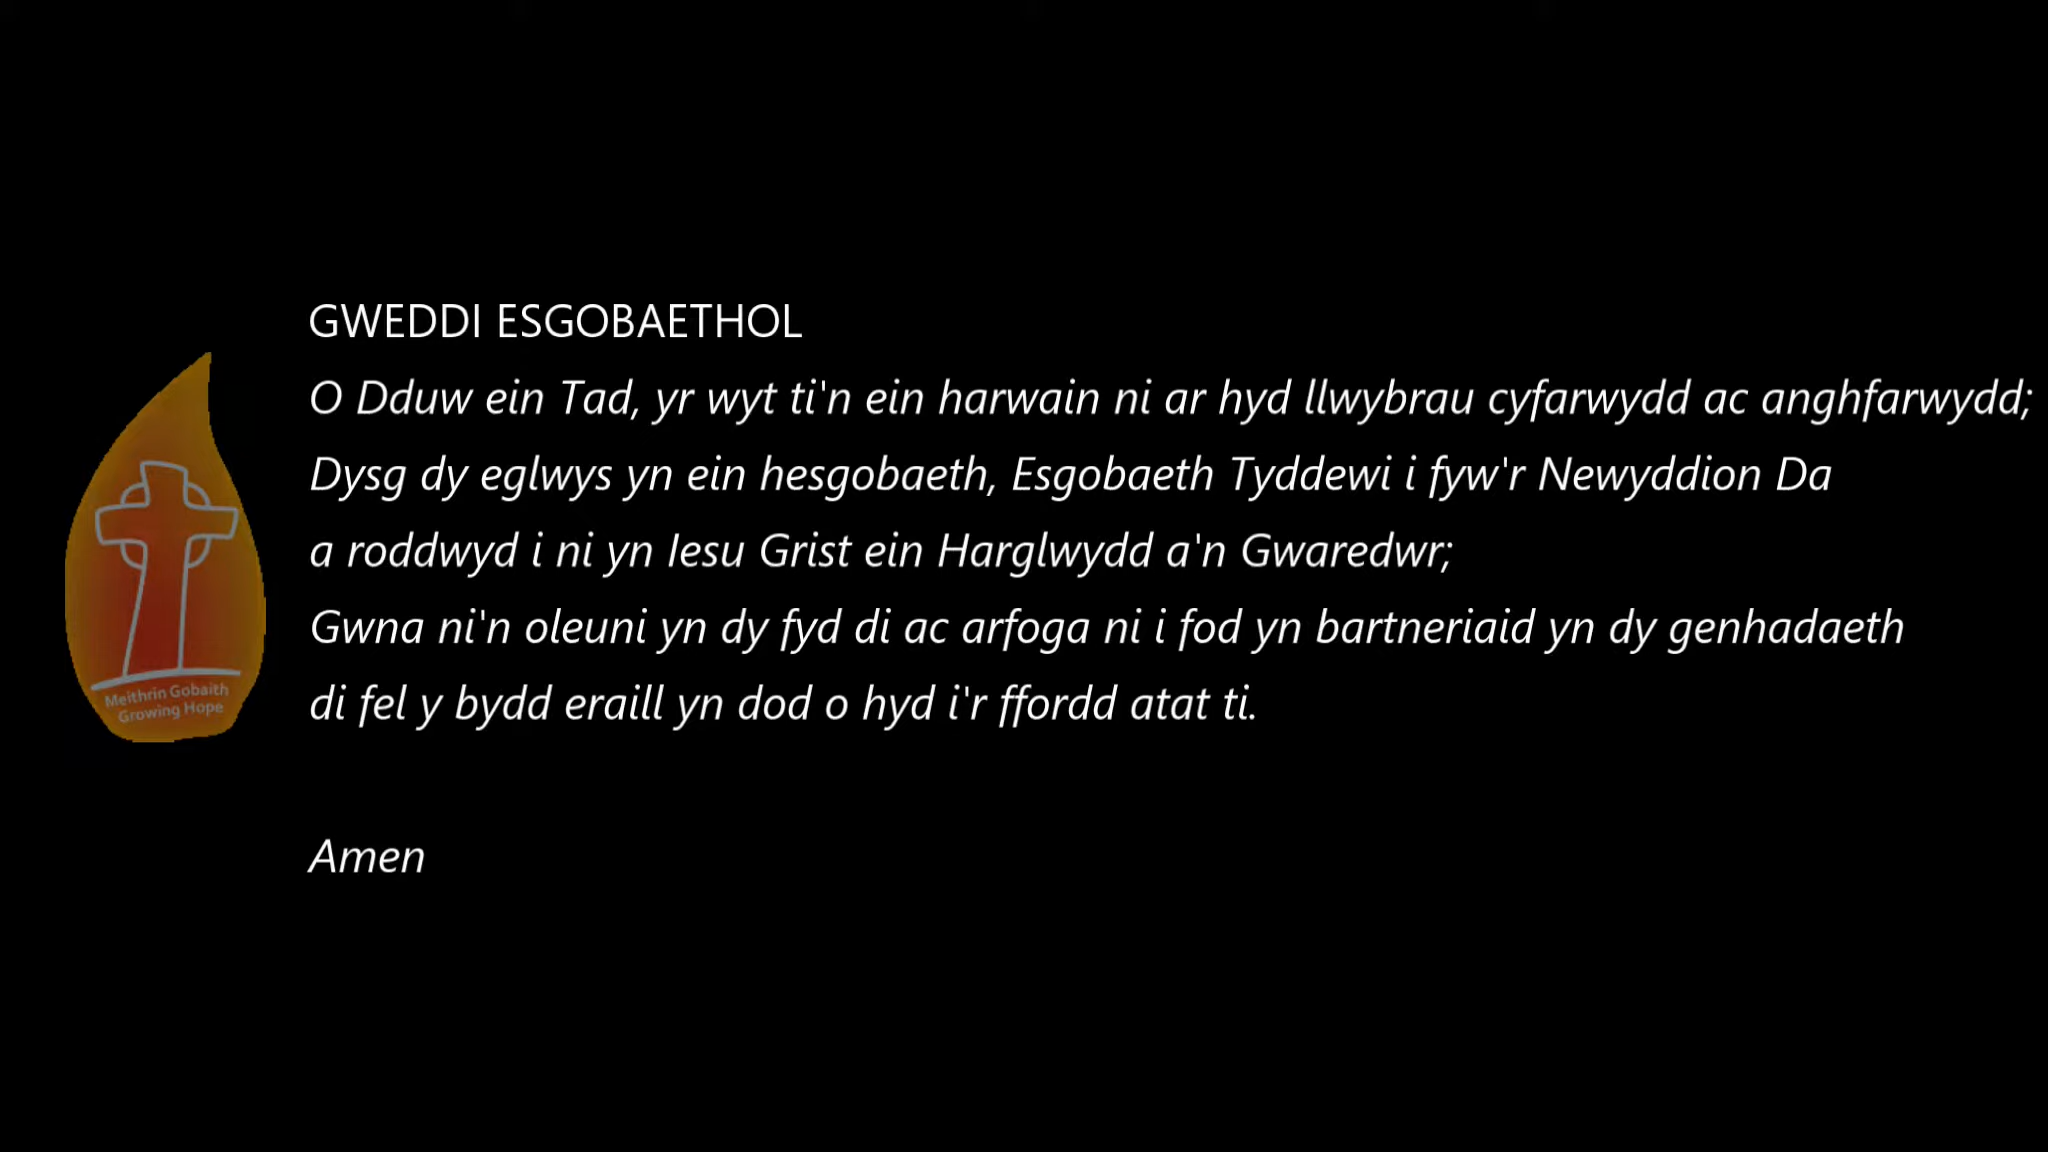 GWEDDI ESGOBAETHOL
O Dduw ein Tad, yr wyt ti'n ein harwain ni ar hyd llwybrau cyfarwydd ac anghfarwydd;
Dysg dy eglwys yn ein hesgobaeth, Esgobaeth Tyddewi i fyw'r Newyddion Da
a roddwyd i ni yn Iesu Grist ein Harglwydd a'n Gwaredwr;
Gwna ni'n oleuni yn dy fyd di ac arfoga ni i fod yn bartneriaid yn dy genhadaeth
di fel y bydd eraill yn dod o hyd i'r ffordd atat ti.
Amen
Meithrin Gobaith
Growing Hope